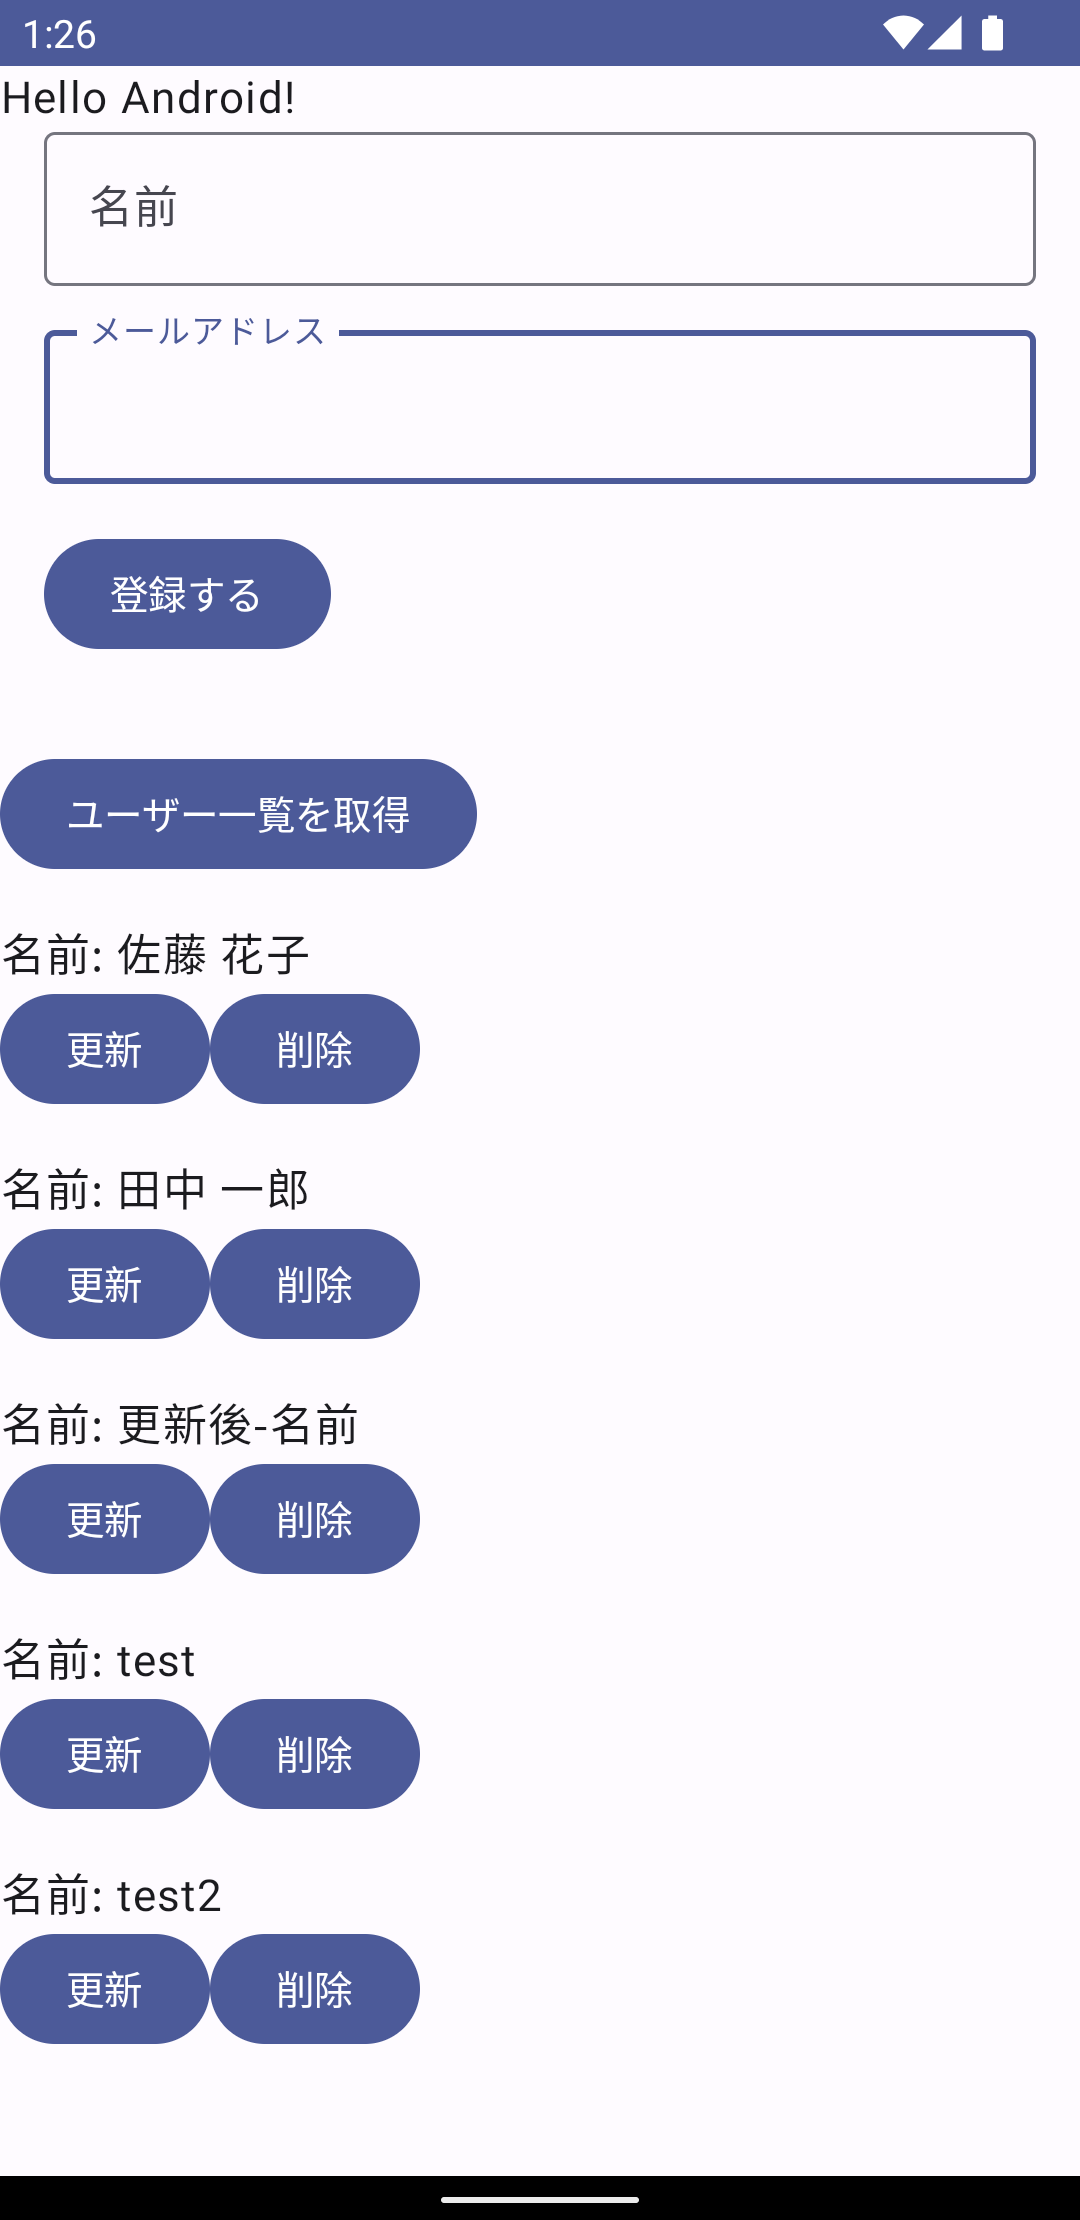 1:26
Hello Android!
名前
メールアドレス
登録する
ユーザー一覧を取得
名前: 佐藤 花子
更新 削除
名前: 田中 一郎
更新 削除
名前: 更新後-名前
更新 削除
名前: test
更新 削除
名前: test2
更新 削除